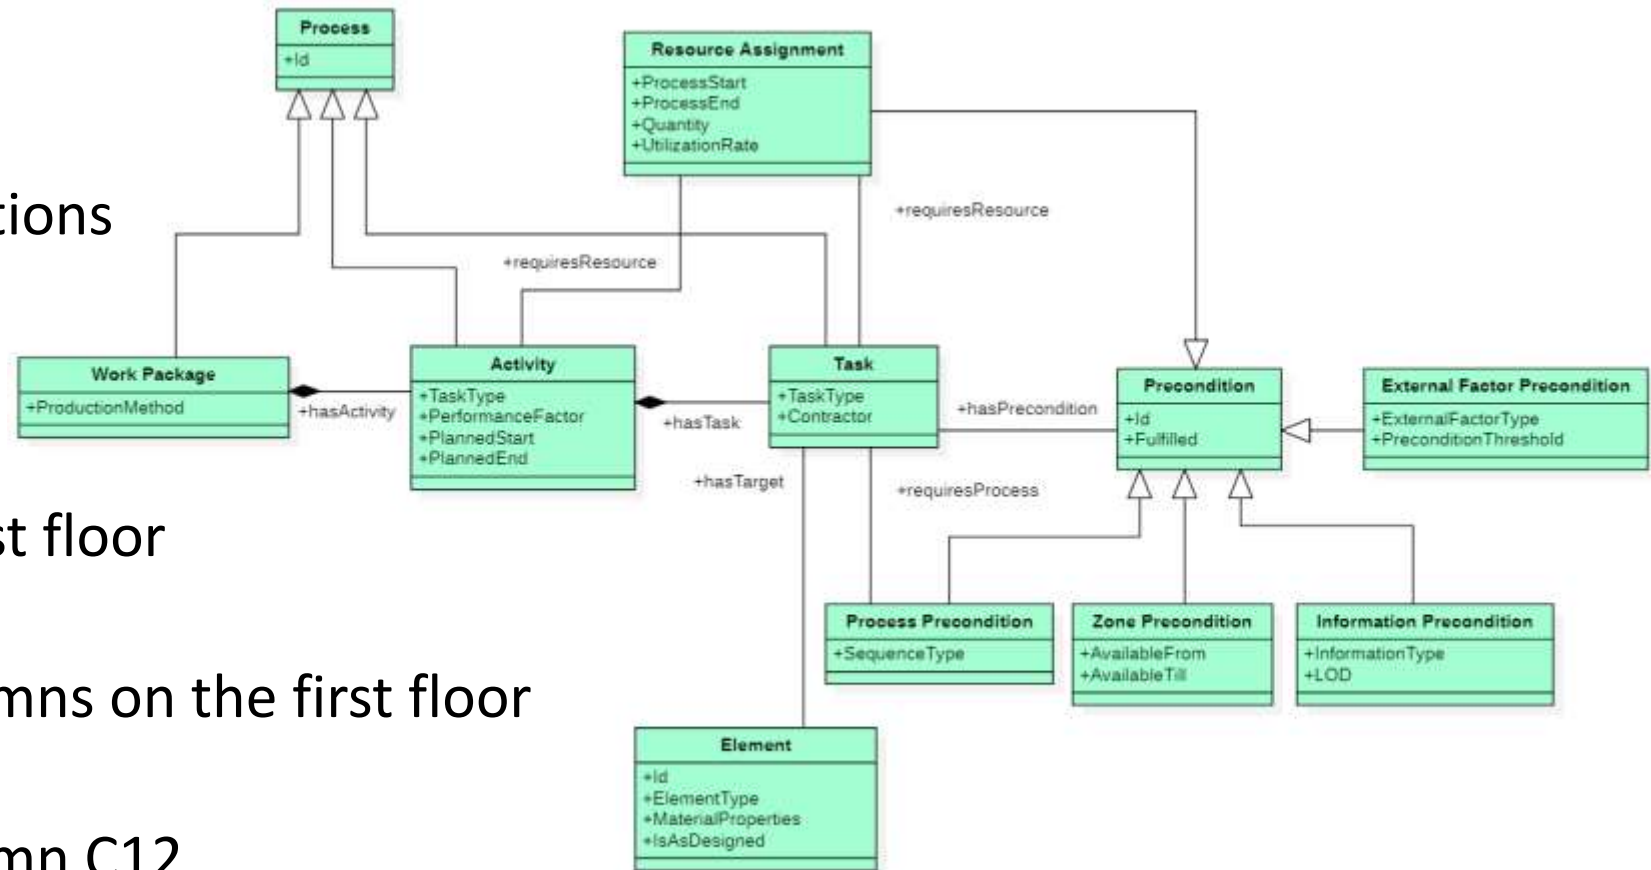 tions
st floor
mns on the first floor
mn C12
Process
+Id
Resource Assignment
+ProcessStart
+ProcessEnd
+Quantity
+UtilizationRate
+requiresResource
+requiresResource
Work Package
+ProductionMethod
+hasActivity
Activity
+TaskType
+PerformanceFactor
+PlannedStart
+PlannedEnd
+hasTask
Task
+TaskType
+Contractor
+hasPrecondition
Precondition
+Id
+Fulfilled
External Factor Precondition
+ExternalFactorType
+PreconditionThreshold
+hasTarget
+requiresProcess
Process Precondition
+SequenceType
Zone Precondition
+AvailableFrom
+AvailableTill
Information Precondition
+InformationType
+LOD
Element
+Id
+ElementType
+MaterialProperties
+IsAsDesigned